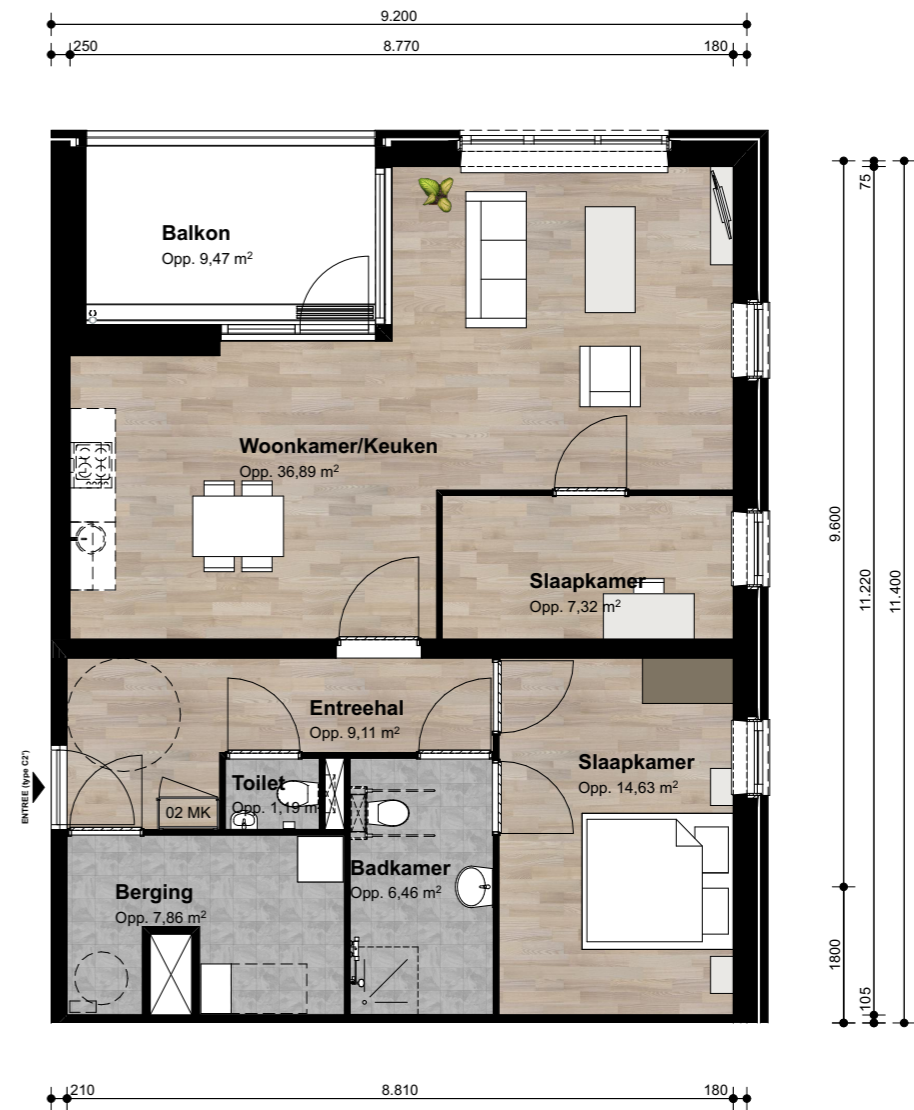 9.200
250
8.770
180
75
Balkon
Opp. 9,47 m²
Woonkamer/Keuken
Opp. 36,89 m²
9.600
11.220
11.400
Slaapkamer
Opp. 7,32 m²
Entreehal
Opp. 9,11 m²
ENTREE (type C2')
Toilet
Opp. 1,19 m
Slaapkamer
Opp. 14,63 m²
02 MK
Badkamer
Opp. 6,46 m²
Berging
Opp. 7,86 m²
1800
105
210
8.810
180